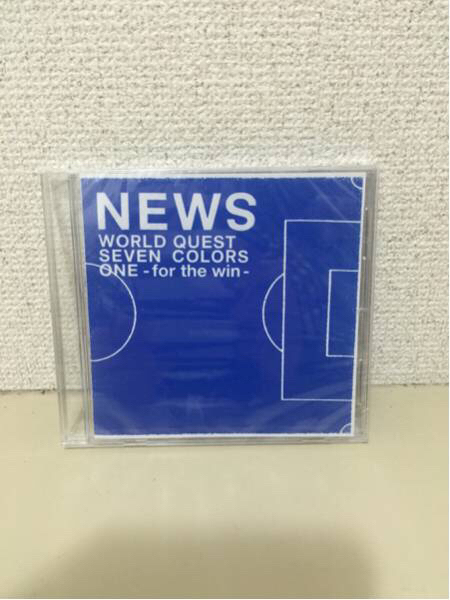 NEWS
WORLD QUEST
SEVEN COLORS
ONE -for the win-